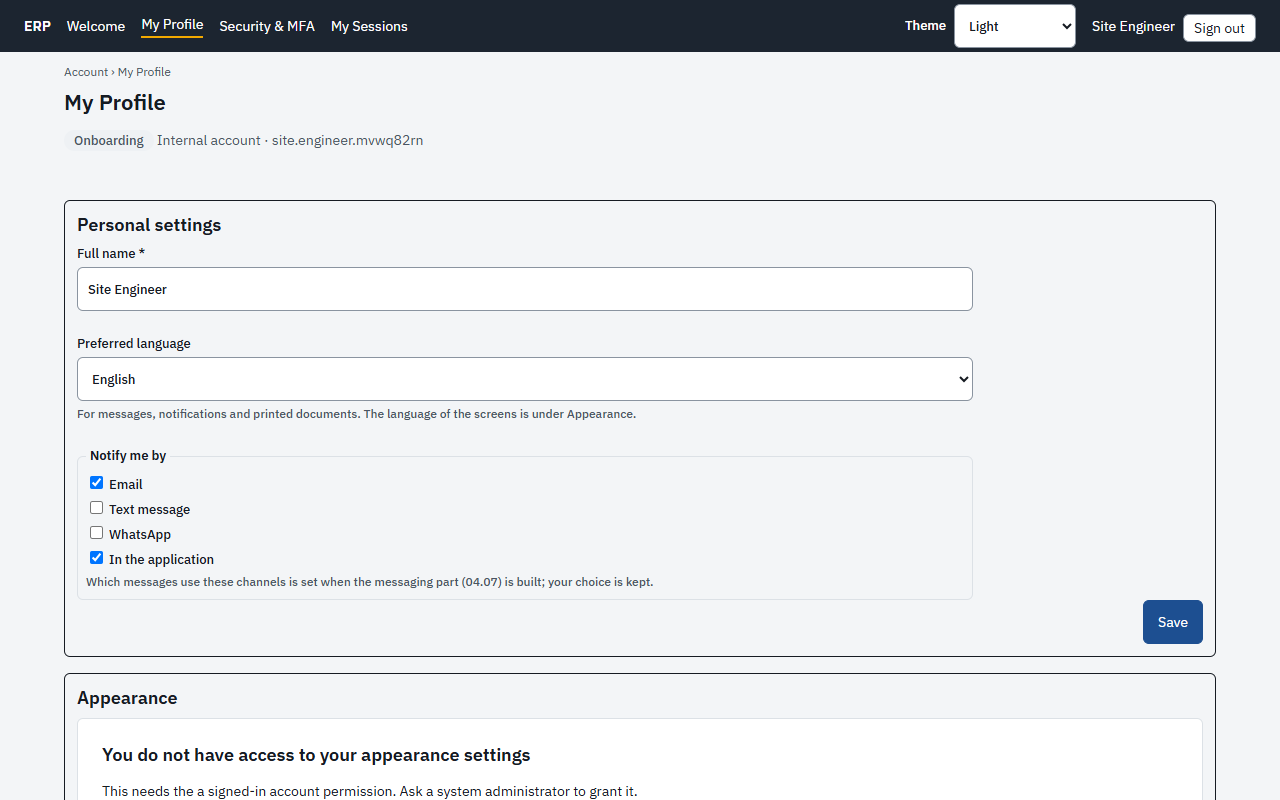 ERP Welcome My Profile Security & MFA My Sessions Theme Light Site Engineer Sign out
Account › My Profile
My Profile
Onboarding Internal account · site.engineer.mvwq82rn
Personal settings
Full name *
Site Engineer
Preferred language
English
For messages, notifications and printed documents. The language of the screens is under Appearance.
Notify me by
Email
Text message
WhatsApp
In the application
Which messages use these channels is set when the messaging part (04.07) is built; your choice is kept.
Save
Appearance
You do not have access to your appearance settings
This needs the a signed-in account permission. Ask a system administrator to grant it.